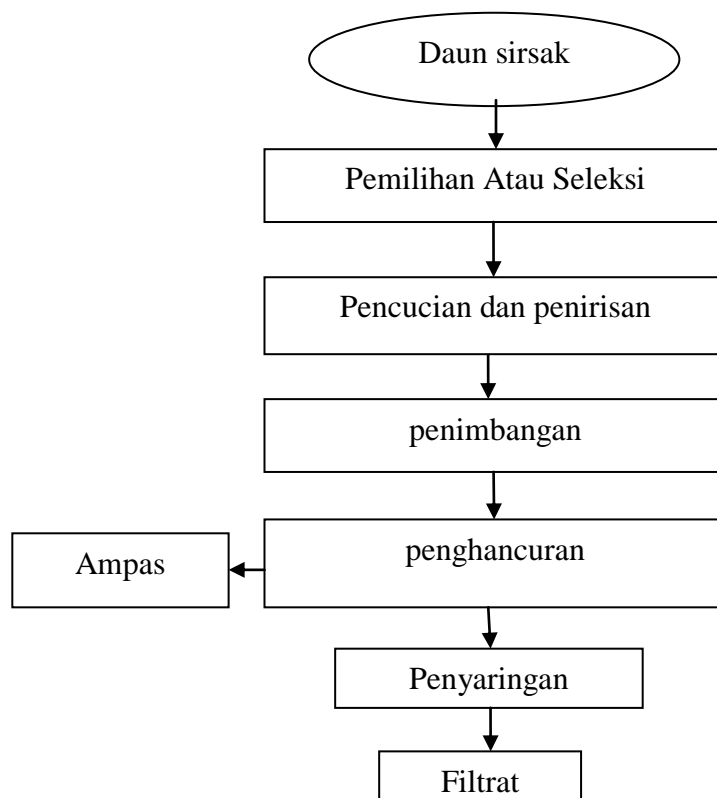 Daun sirsak
Pemilihan Atau Seleksi
Pencucian dan penirisan
penimbangan
penghancuran
Ampas
Penyaringan
Filtrat